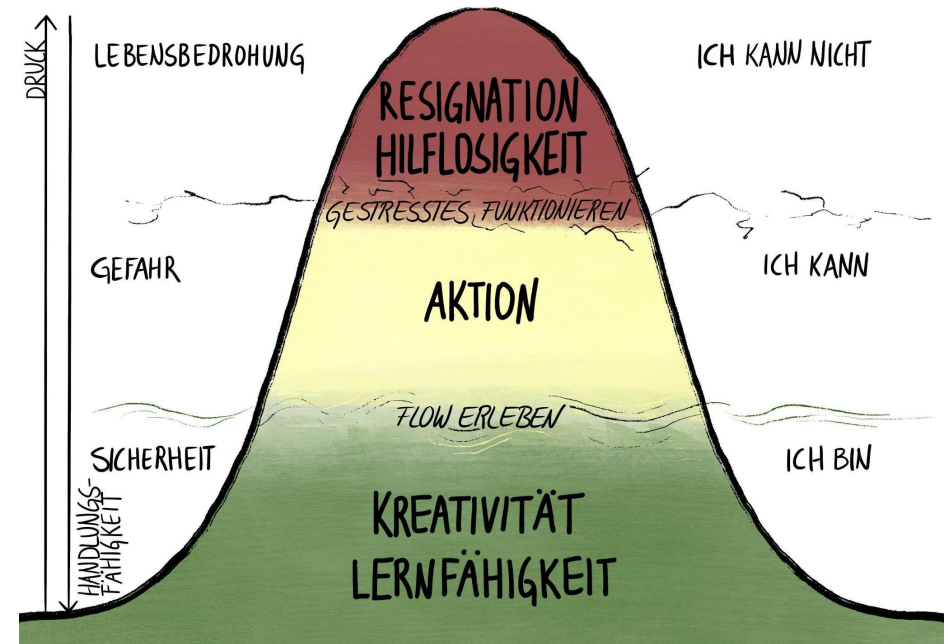 DRUCK
LEBENSBEDROHUNG
ICH KANN NICHT
RESIGNATION
HILFLOSIGKEIT
GESTRESSTES FUNKTIONIEREN
GEFAHR
ICH KANN
AKTION
FLOW ERLEBEN
SICHERHEIT
ICH BIN
HANDLUNGS-
FÄHIGKEIT
KREATIVITÄT
LERNFÄHIGKEIT